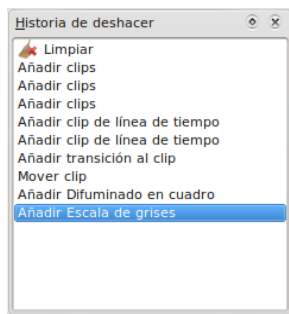 Historia de deshacer
Limpiar
Añadir clips
Añadir clips
Añadir clips
Añadir clip de línea de tiempo
Añadir clip de línea de tiempo
Añadir transición al clip
Mover clip
Añadir Difuminado en cuadro
Añadir Escala de grises